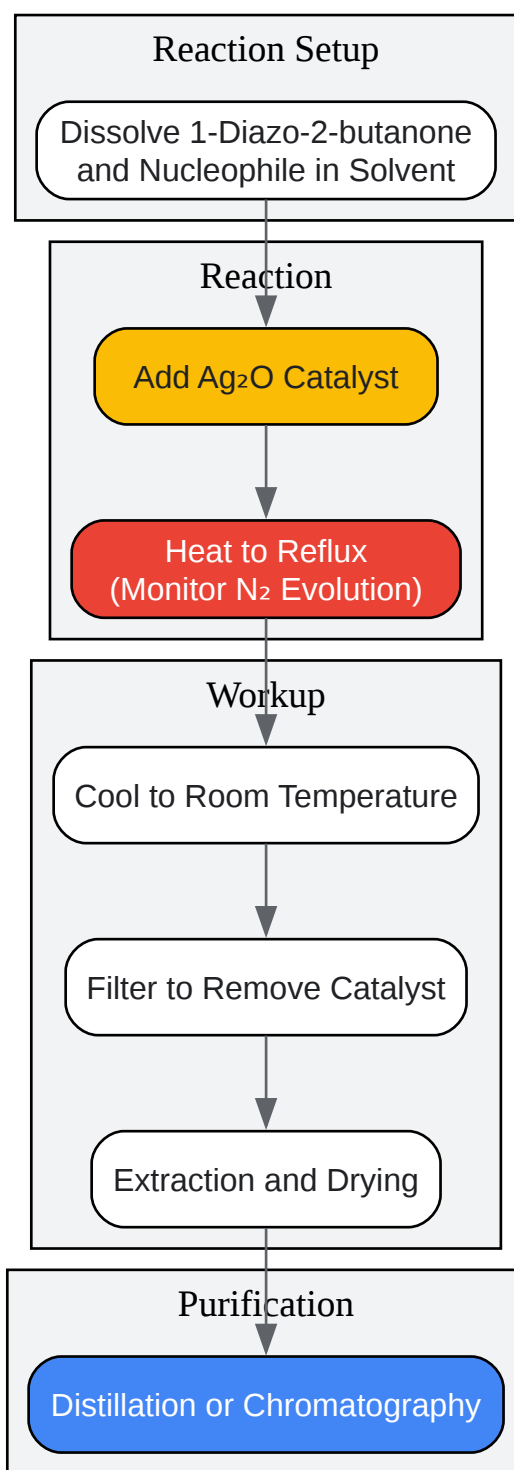 Reaction Setup
Dissolve 1-Diazo-2-butanone
and Nucleophile in Solvent
Reaction
Add Ag₂O Catalyst
Heat to Reflux
(Monitor N₂ Evolution)
Workup
Cool to Room Temperature
Filter to Remove Catalyst
Extraction and Drying
Purification
Distillation or Chromatography